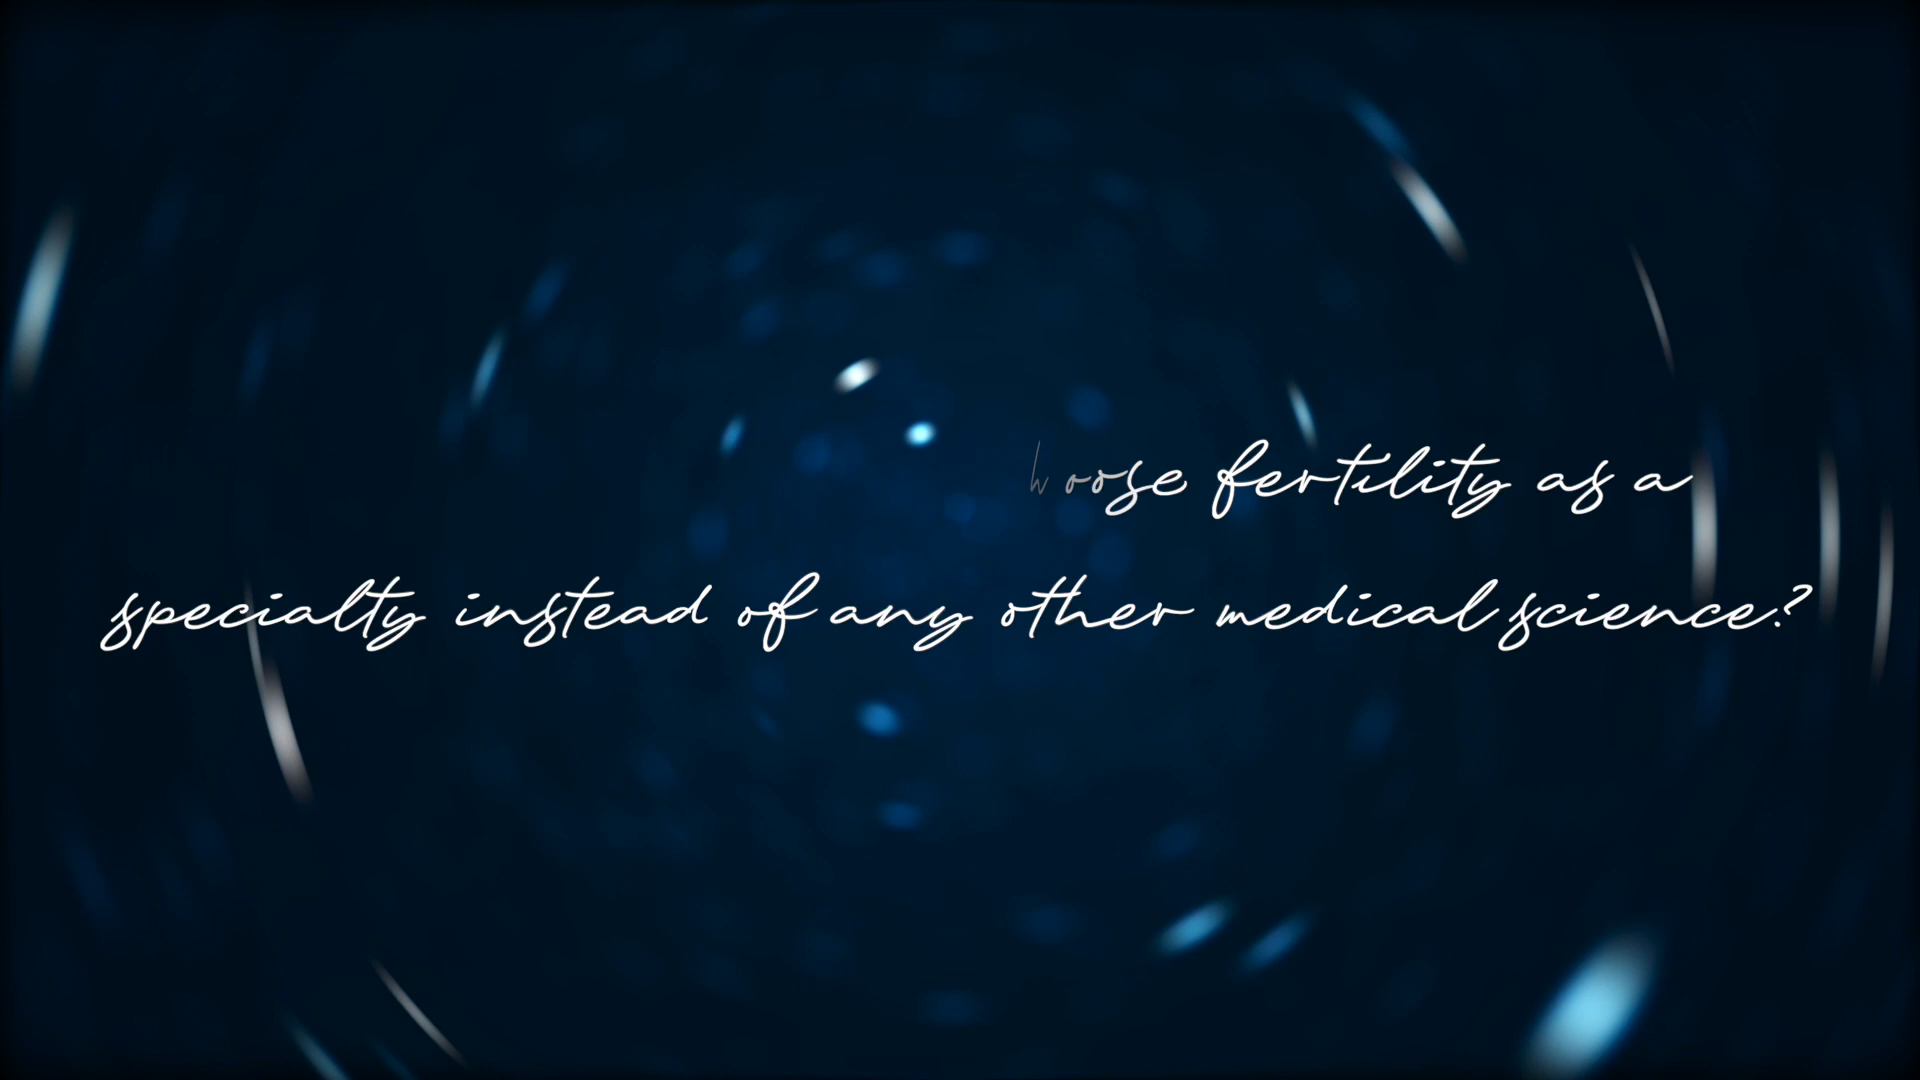 hoose fertility as a
specialty instead of any other medical science?